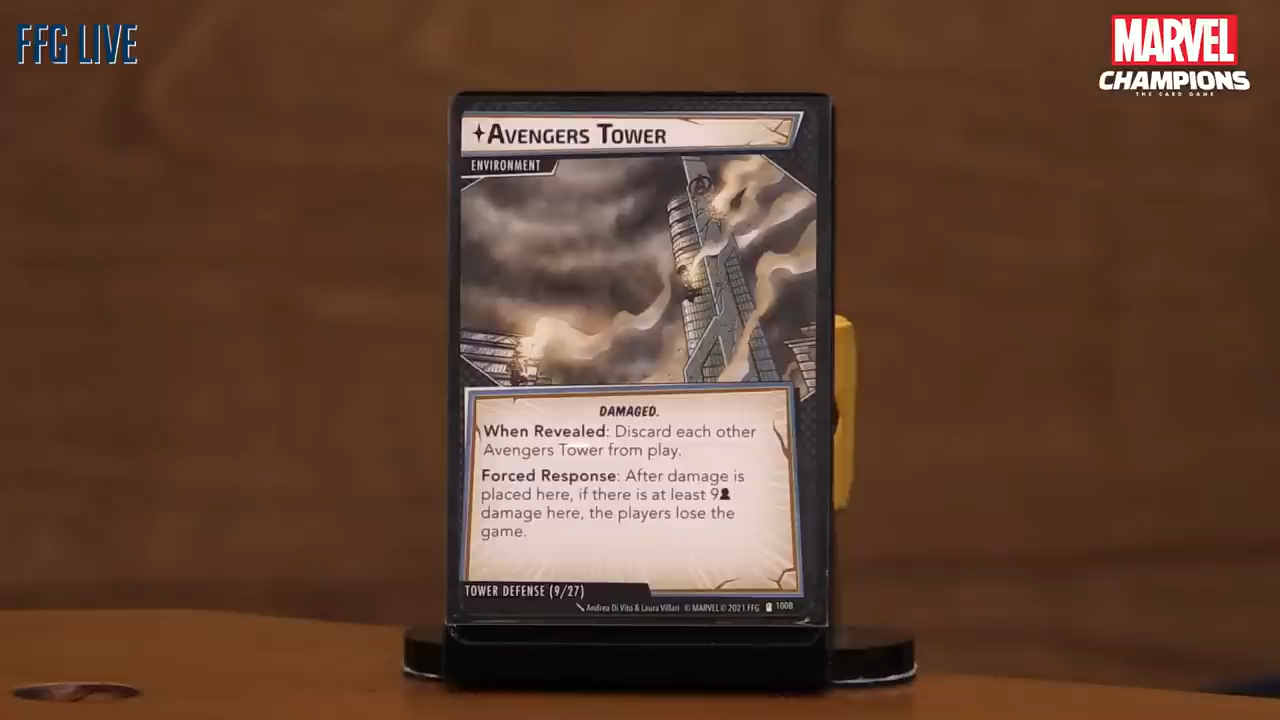 FFG LIVE
MARVEL
CHAMPIONS
THE CARD GAME
AVENGERS TOWER
ENVIRONMENT
DAMAGED.
When Revealed: Discard each other
Avengers Tower from play.
Forced Response: After damage is
placed here, if there is at least 9
damage here, the players lose the
game.
TOWER DEFENSE (9/27)
Andrea Di Vito & Laura Villari © MARVEL © 2021 FFG 100B